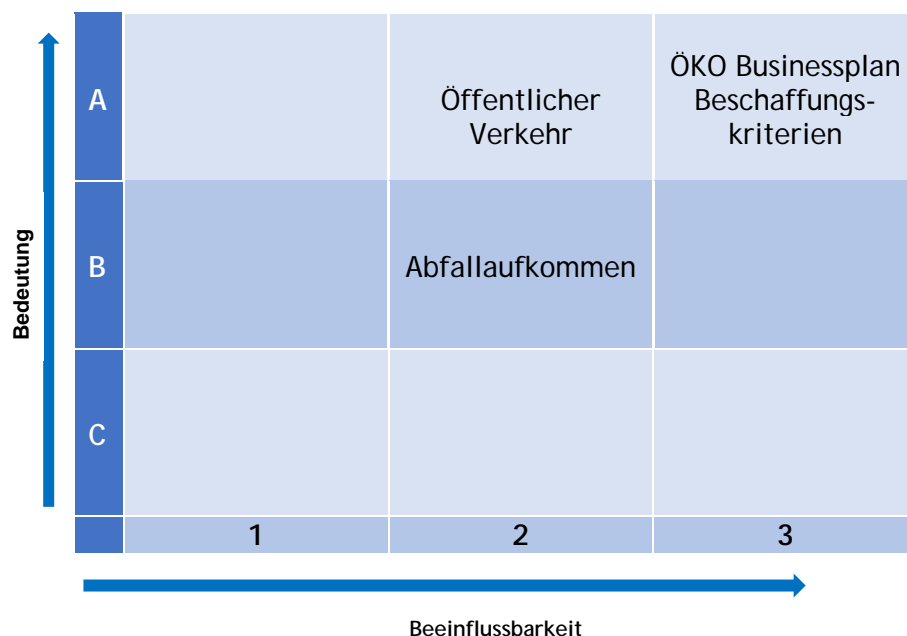 Bedeutung
A
Öffentlicher
Verkehr
ÖKO Businessplan
Beschaffungs-
kriterien
B
Abfallaufkommen
C
1
2
3
Beeinflussbarkeit